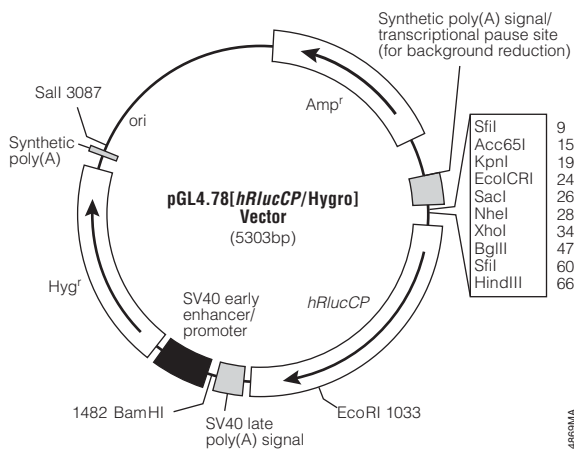 Synthetic poly(A) signal/
transcriptional pause site
(for background reduction)
Ampʳ
SalI 3087
ori
Synthetic
poly(A)
pGL4.78[hRlucCP/Hygro]
Vector
(5303bp)
SfiI 9
Acc65I 15
KpnI 19
EcoICRI 24
SacI 26
NheI 28
XhoI 34
BglII 47
SfiI 60
HindIII 66
Hygʳ
SV40 early
enhancer/
promoter
hRlucCP
1482 BamHI
SV40 late
poly(A) signal
EcoRI 1033
4869MA